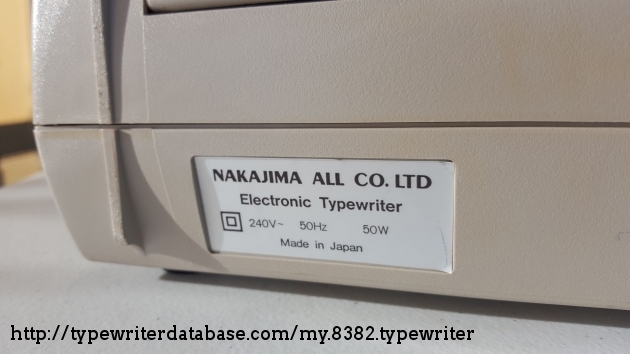 NAKAJIMA ALL CO. LTD
Electronic Typewriter
240V~ 50Hz 50W
Made in Japan
http://typewriterdatabase.com/my.8382.typewriter